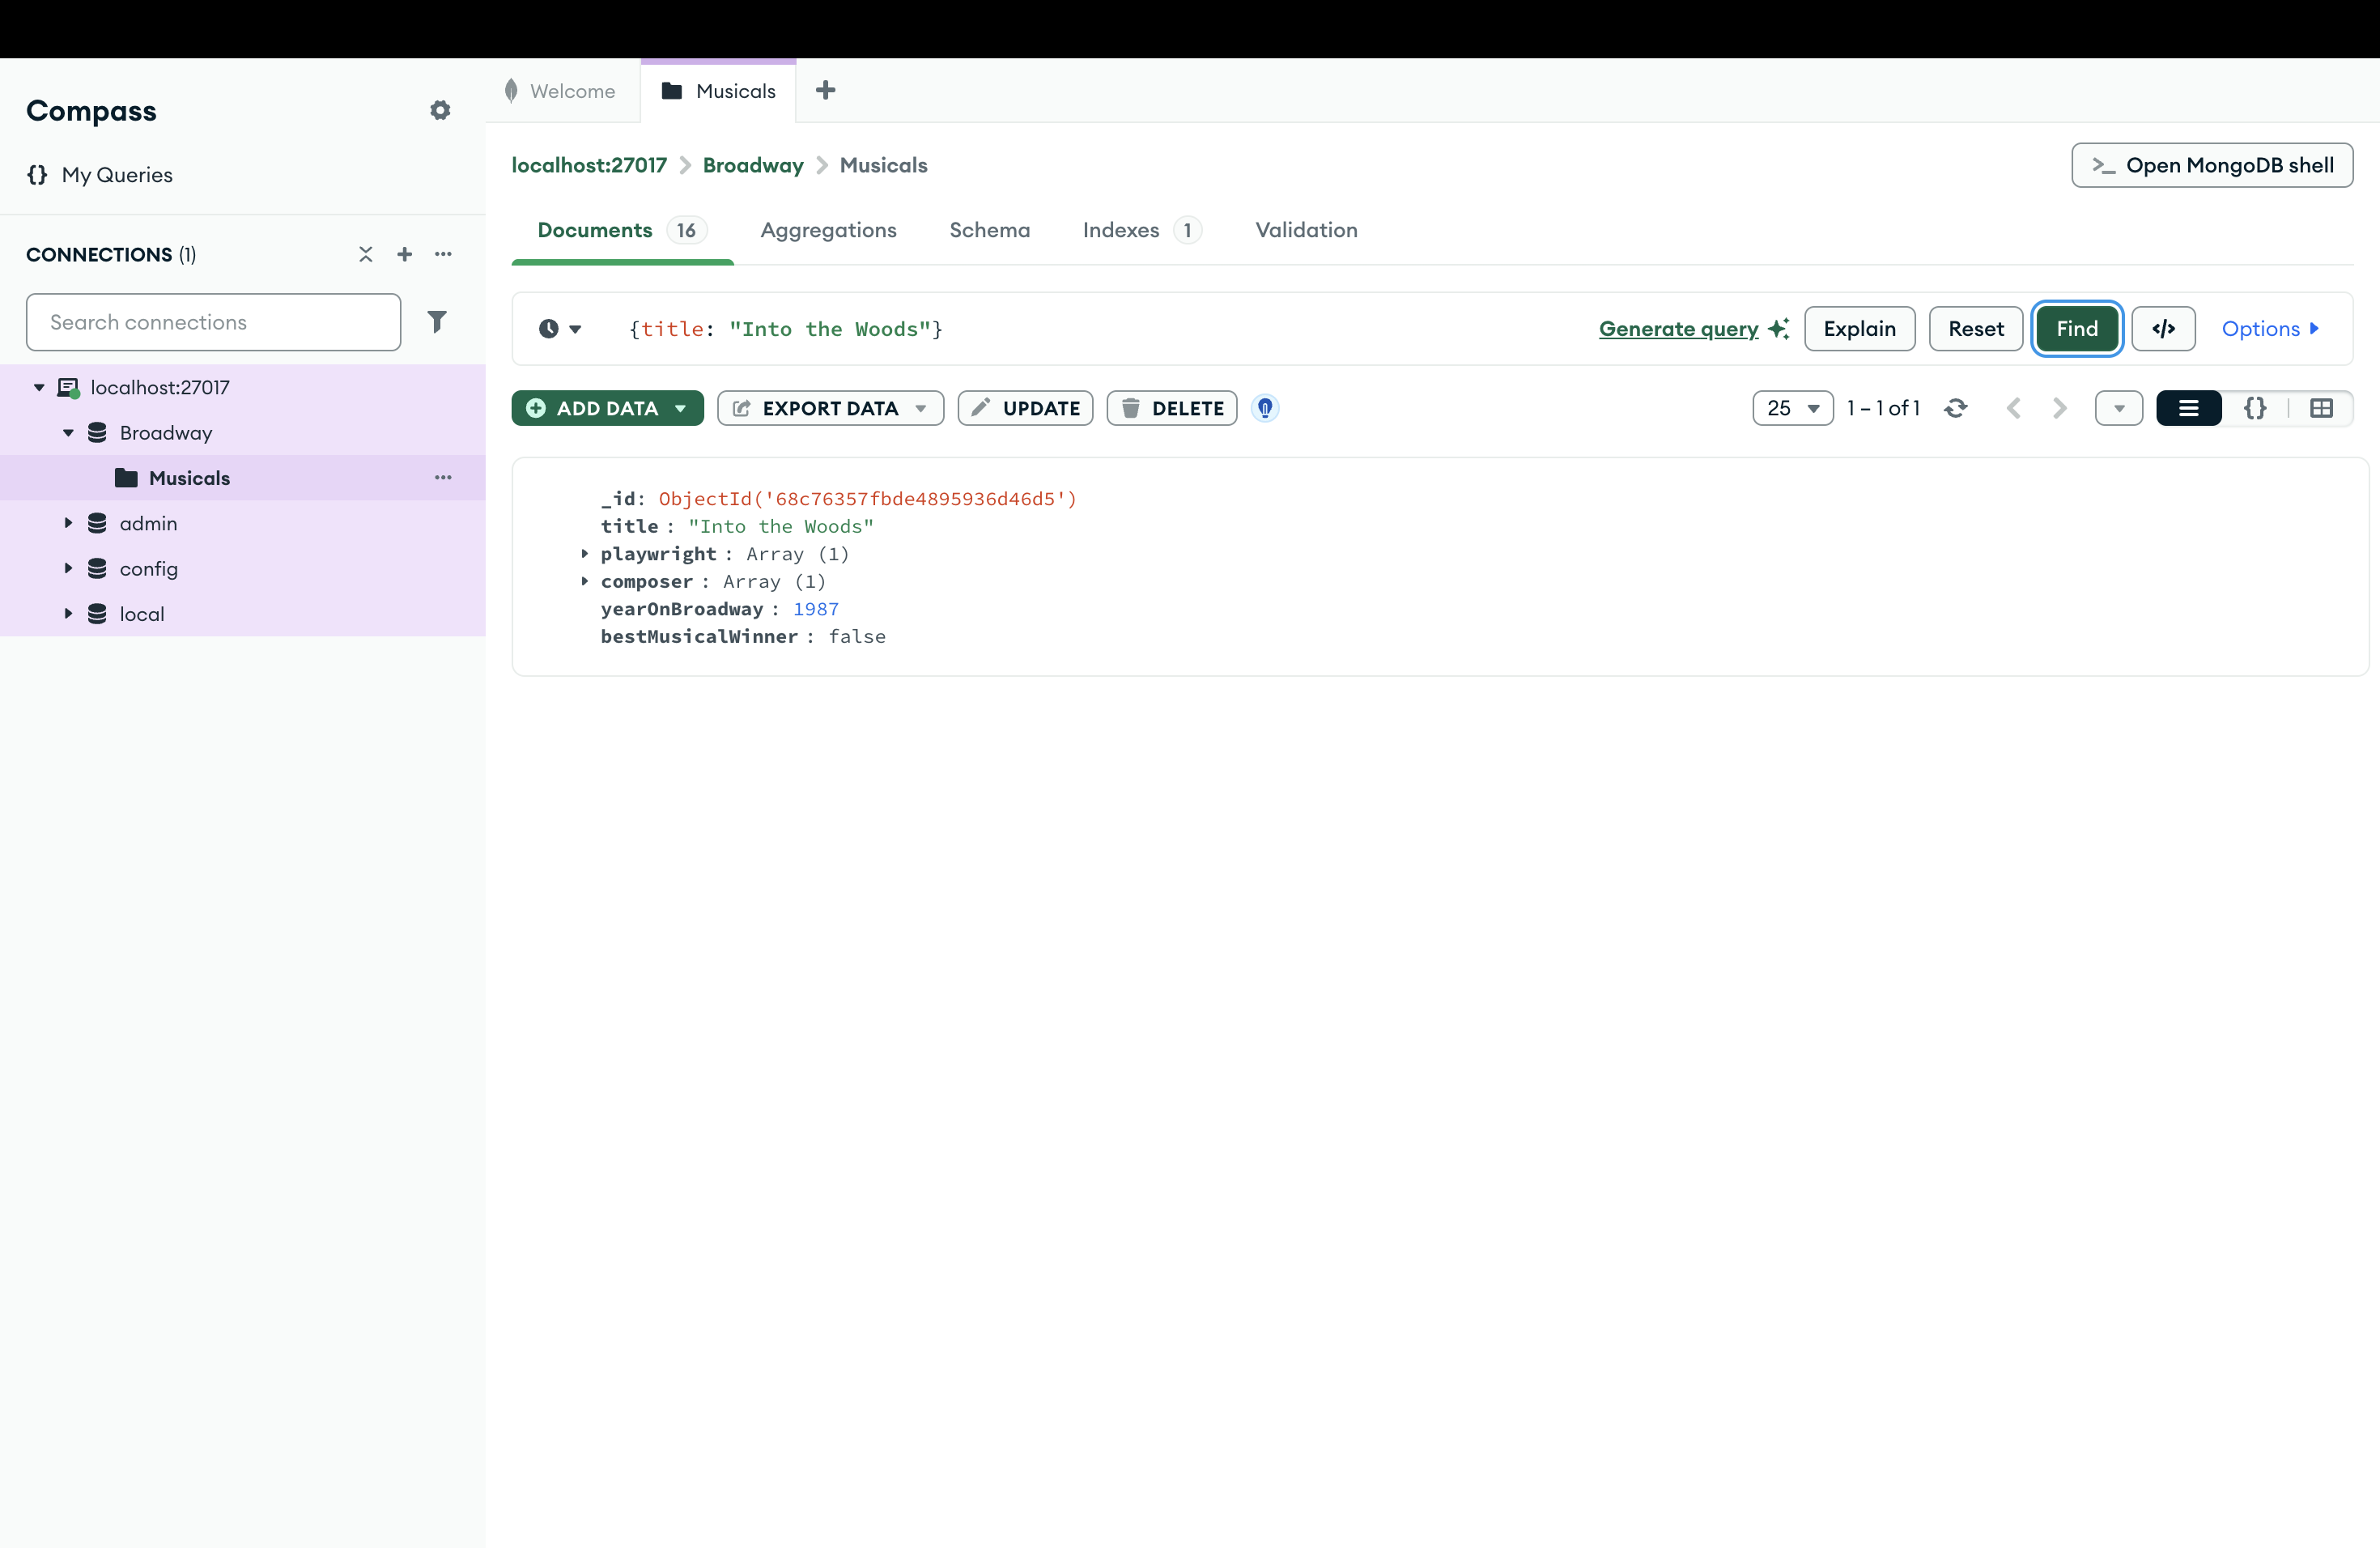 Compass
My Queries
CONNECTIONS (1)
Search connections
localhost:27017
Broadway
Musicals
admin
config
local
Welcome
Musicals
localhost:27017 > Broadway > Musicals
>_ Open MongoDB shell
Documents 16 Aggregations Schema Indexes 1 Validation
{title: "Into the Woods"}
Generate query Explain Reset Find </> Options
ADD DATA EXPORT DATA UPDATE DELETE
25 1 – 1 of 1 {}
_id: ObjectId('68c76357fbde4895936d46d5')
title : "Into the Woods"
playwright : Array (1)
composer : Array (1)
yearOnBroadway : 1987
bestMusicalWinner : false